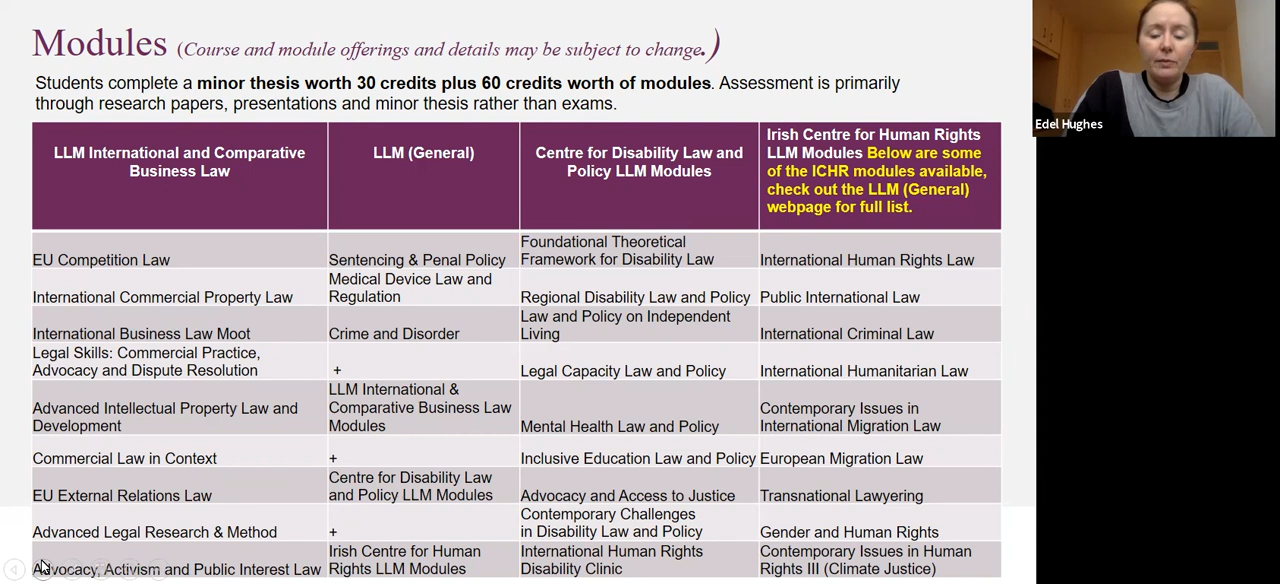 Modules (Course and module offerings and details may be subject to change.)
Students complete a minor thesis worth 30 credits plus 60 credits worth of modules. Assessment is primarily
through research papers, presentations and minor thesis rather than exams.
LLM International and Comparative
Business Law
LLM (General)
Centre for Disability Law and
Policy LLM Modules
Irish Centre for Human Rights
LLM Modules Below are some
of the ICHR modules available,
check out the LLM (General)
webpage for full list.
EU Competition Law
Sentencing & Penal Policy
Foundational Theoretical
Framework for Disability Law
International Human Rights Law
International Commercial Property Law
Medical Device Law and
Regulation
Regional Disability Law and Policy
Public International Law
International Business Law Moot
Crime and Disorder
Law and Policy on Independent
Living
International Criminal Law
Legal Skills: Commercial Practice,
Advocacy and Dispute Resolution
+
Legal Capacity Law and Policy
International Humanitarian Law
Advanced Intellectual Property Law and
Development
LLM International &
Comparative Business Law
Modules
Mental Health Law and Policy
Contemporary Issues in
International Migration Law
Commercial Law in Context
+
Inclusive Education Law and Policy
European Migration Law
EU External Relations Law
Centre for Disability Law
and Policy LLM Modules
Advocacy and Access to Justice
Transnational Lawyering
Advanced Legal Research & Method
+
Contemporary Challenges
in Disability Law and Policy
Gender and Human Rights
Advocacy, Activism and Public Interest Law
Irish Centre for Human
Rights LLM Modules
International Human Rights
Disability Clinic
Contemporary Issues in Human
Rights III (Climate Justice)
Edel Hughes